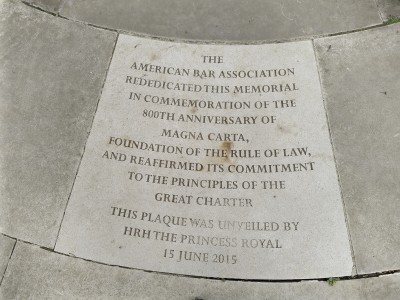 THE
AMERICAN BAR ASSOCIATION
REDEDICATED THIS MEMORIAL
IN COMMEMORATION OF THE
800TH ANNIVERSARY OF
MAGNA CARTA,
FOUNDATION OF THE RULE OF LAW,
AND REAFFIRMED ITS COMMITMENT
TO THE PRINCIPLES OF THE
GREAT CHARTER
THIS PLAQUE WAS UNVEILED BY
HRH THE PRINCESS ROYAL
15 JUNE 2015